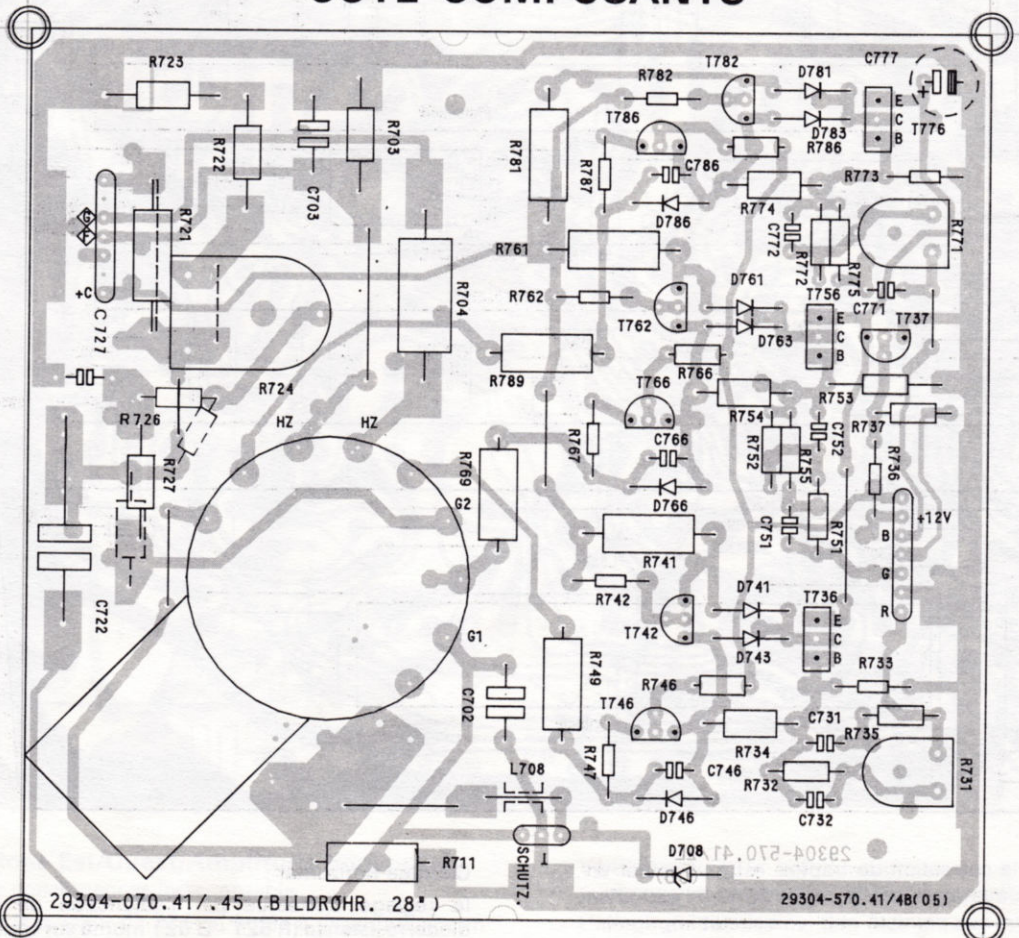 COTE COMPOSANTS
R723
R722
C703
R703
R721
G
F
+C
C727
R704
R724
R726
R727
HZ
HZ
C722
G2
G1
R769
C702
R711
L708
SCHUTZ.
R781
R782
T782
D781
C777
+
T776
E
C
B
D783
R786
T786
C786
R787
D786
R774
R773
R771
C772
R772
R775
C771
R761
R762
T762
D761
D763
T756
E
C
B
T737
R789
R766
T766
R754
R753
R737
R767
C766
D766
R752
R755
C752
R736
C751
R751
+12V
B
G
R
R741
R742
T742
D741
D743
T736
E
C
B
R749
R746
T746
R733
R734
C731
R735
R731
R747
C746
D746
R732
C732
D708
29304-570.41/
29304-070.41/.45 (BILDROHR. 28")
29304-570.41/4B(05)